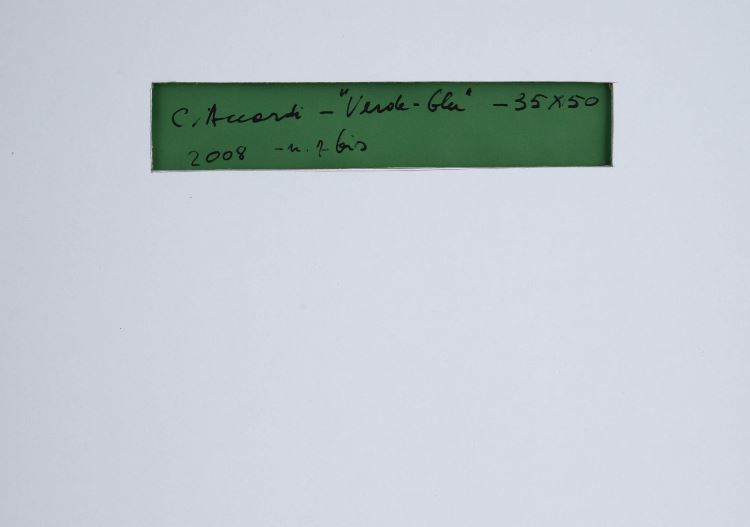 C. Accardi - "Verde-blu" - 35x50
2008 - n. 7 bis